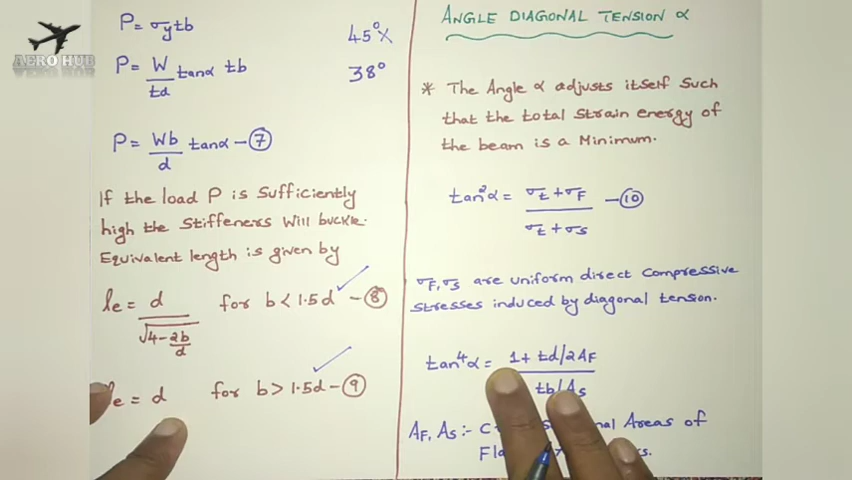 AERO HUB
P = σy t b
P = W/td tanα tb
45° X
38°
P = Wb/d tanα - ⑦
If the load P is Sufficiently
high the Stiffeners Will buckle.
Equivalent length is given by
le = d/√(4-2b/d) for b < 1.5d - ⑧
= d for b > 1.5d - ⑨
ANGLE DIAGONAL TENSION α
* The Angle α adjusts itself Such
that the total Strain energy of
the beam is a Minimum.
tan²α = (σt + σF)/(σt + σs) - ⑩
σF, σs are uniform direct Compressive
Stresses induced by diagonal tension.
tan⁴α = (1 + td/2AF)/(tb/As)
AF, As :- Areas of